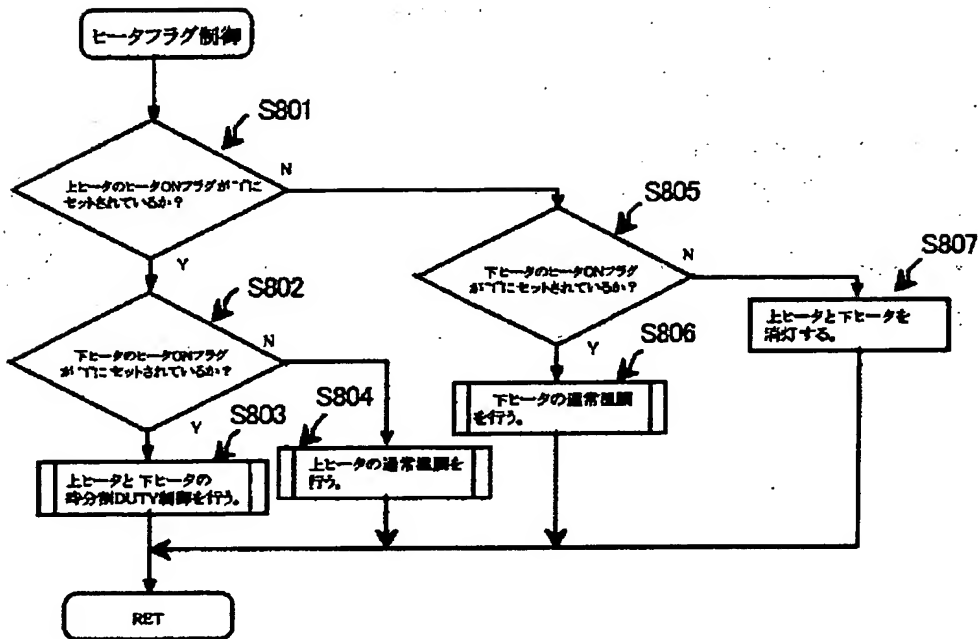 ヒータフラグ制御
S801
上ヒータのヒータONフラグが"1"に
セットされているか？
N
Y
S805
下ヒータのヒータONフラグ
が"1"にセットされているか？
N
Y
S807
上ヒータと下ヒータを
消灯する。
S802
下ヒータのヒータONフラグ
が"1"にセットされているか？
N
Y
S806
下ヒータの通常温調
を行う。
S803
上ヒータと下ヒータの
時分割DUTY制御を行う。
S804
上ヒータの通常温調を
行う。
RET